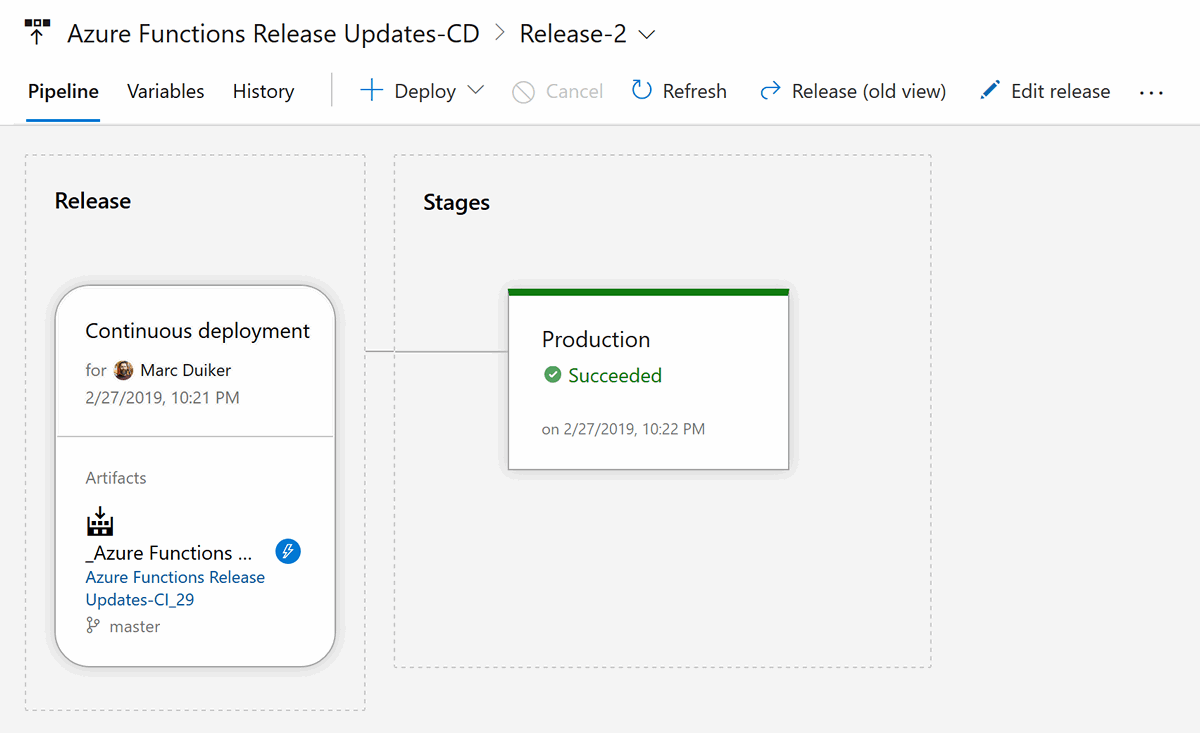 Azure Functions Release Updates-CD > Release-2
Pipeline Variables History Deploy Cancel Refresh Release (old view) Edit release ...
Release
Continuous deployment
for Marc Duiker
2/27/2019, 10:21 PM
Artifacts
_Azure Functions ...
Azure Functions Release
Updates-CI_29
master
Stages
Production
Succeeded
on 2/27/2019, 10:22 PM